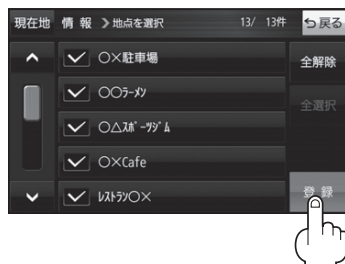 現在地 情 報 ❯地点を選択 13/ 13件 戻る
○×駐車場 全解除
○○ﾗｰﾒﾝ 全選択
○△ｽﾎﾟｰﾂｼﾞﾑ
○×Cafe
ﾚｽﾄﾗﾝ○× 登 録